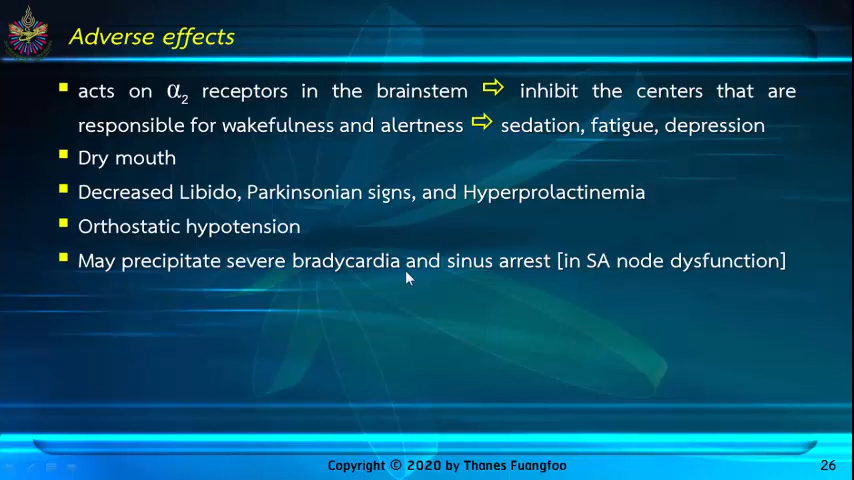 Adverse effects
▪ acts on α₂ receptors in the brainstem ⇨ inhibit the centers that are
responsible for wakefulness and alertness ⇨ sedation, fatigue, depression
▪ Dry mouth
▪ Decreased Libido, Parkinsonian signs, and Hyperprolactinemia
▪ Orthostatic hypotension
▪ May precipitate severe bradycardia and sinus arrest [in SA node dysfunction]
Copyright © 2020 by Thanes Fuangfoo
26